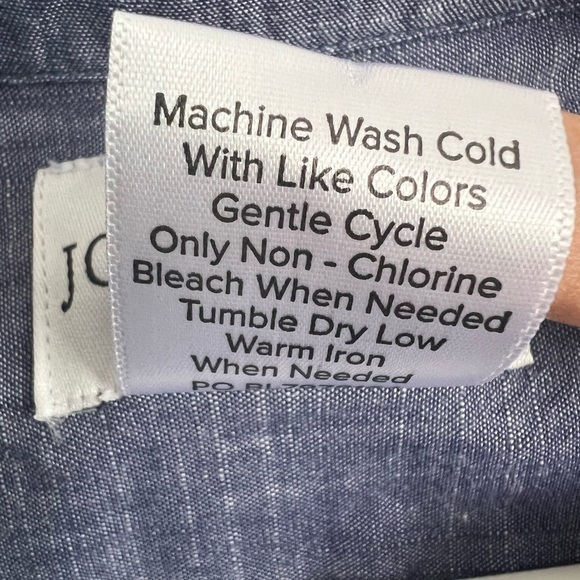 Machine Wash Cold
With Like Colors
Gentle Cycle
Only Non - Chlorine
Bleach When Needed
Tumble Dry Low
Warm Iron
When Needed